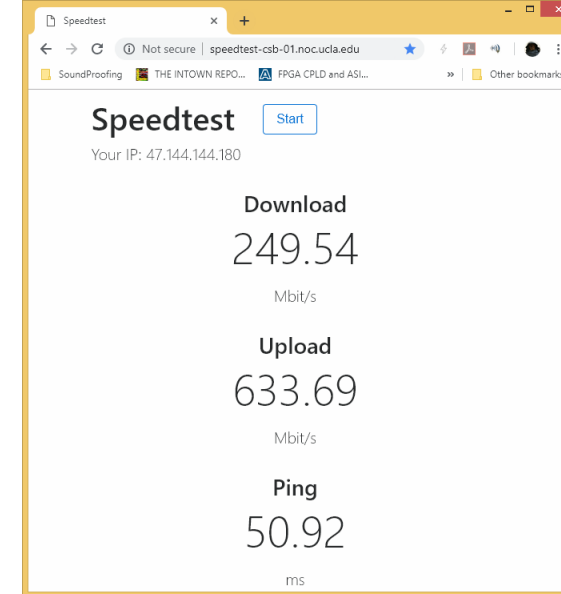 Speedtest
Not secure | speedtest-csb-01.noc.ucla.edu
SoundProofing THE INTOWN REPO... FPGA CPLD and ASI... » Other bookmarks
Speedtest Start
Your IP: 47.144.144.180
Download
249.54
Mbit/s
Upload
633.69
Mbit/s
Ping
50.92
ms